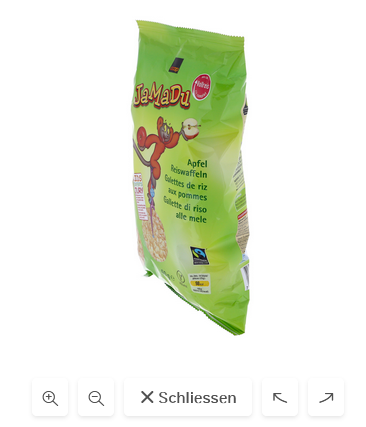 JaMaDu
Apfel
Reiswaffeln
Galettes de riz
aux pommes
Gallette di riso
alle mele
Schliessen